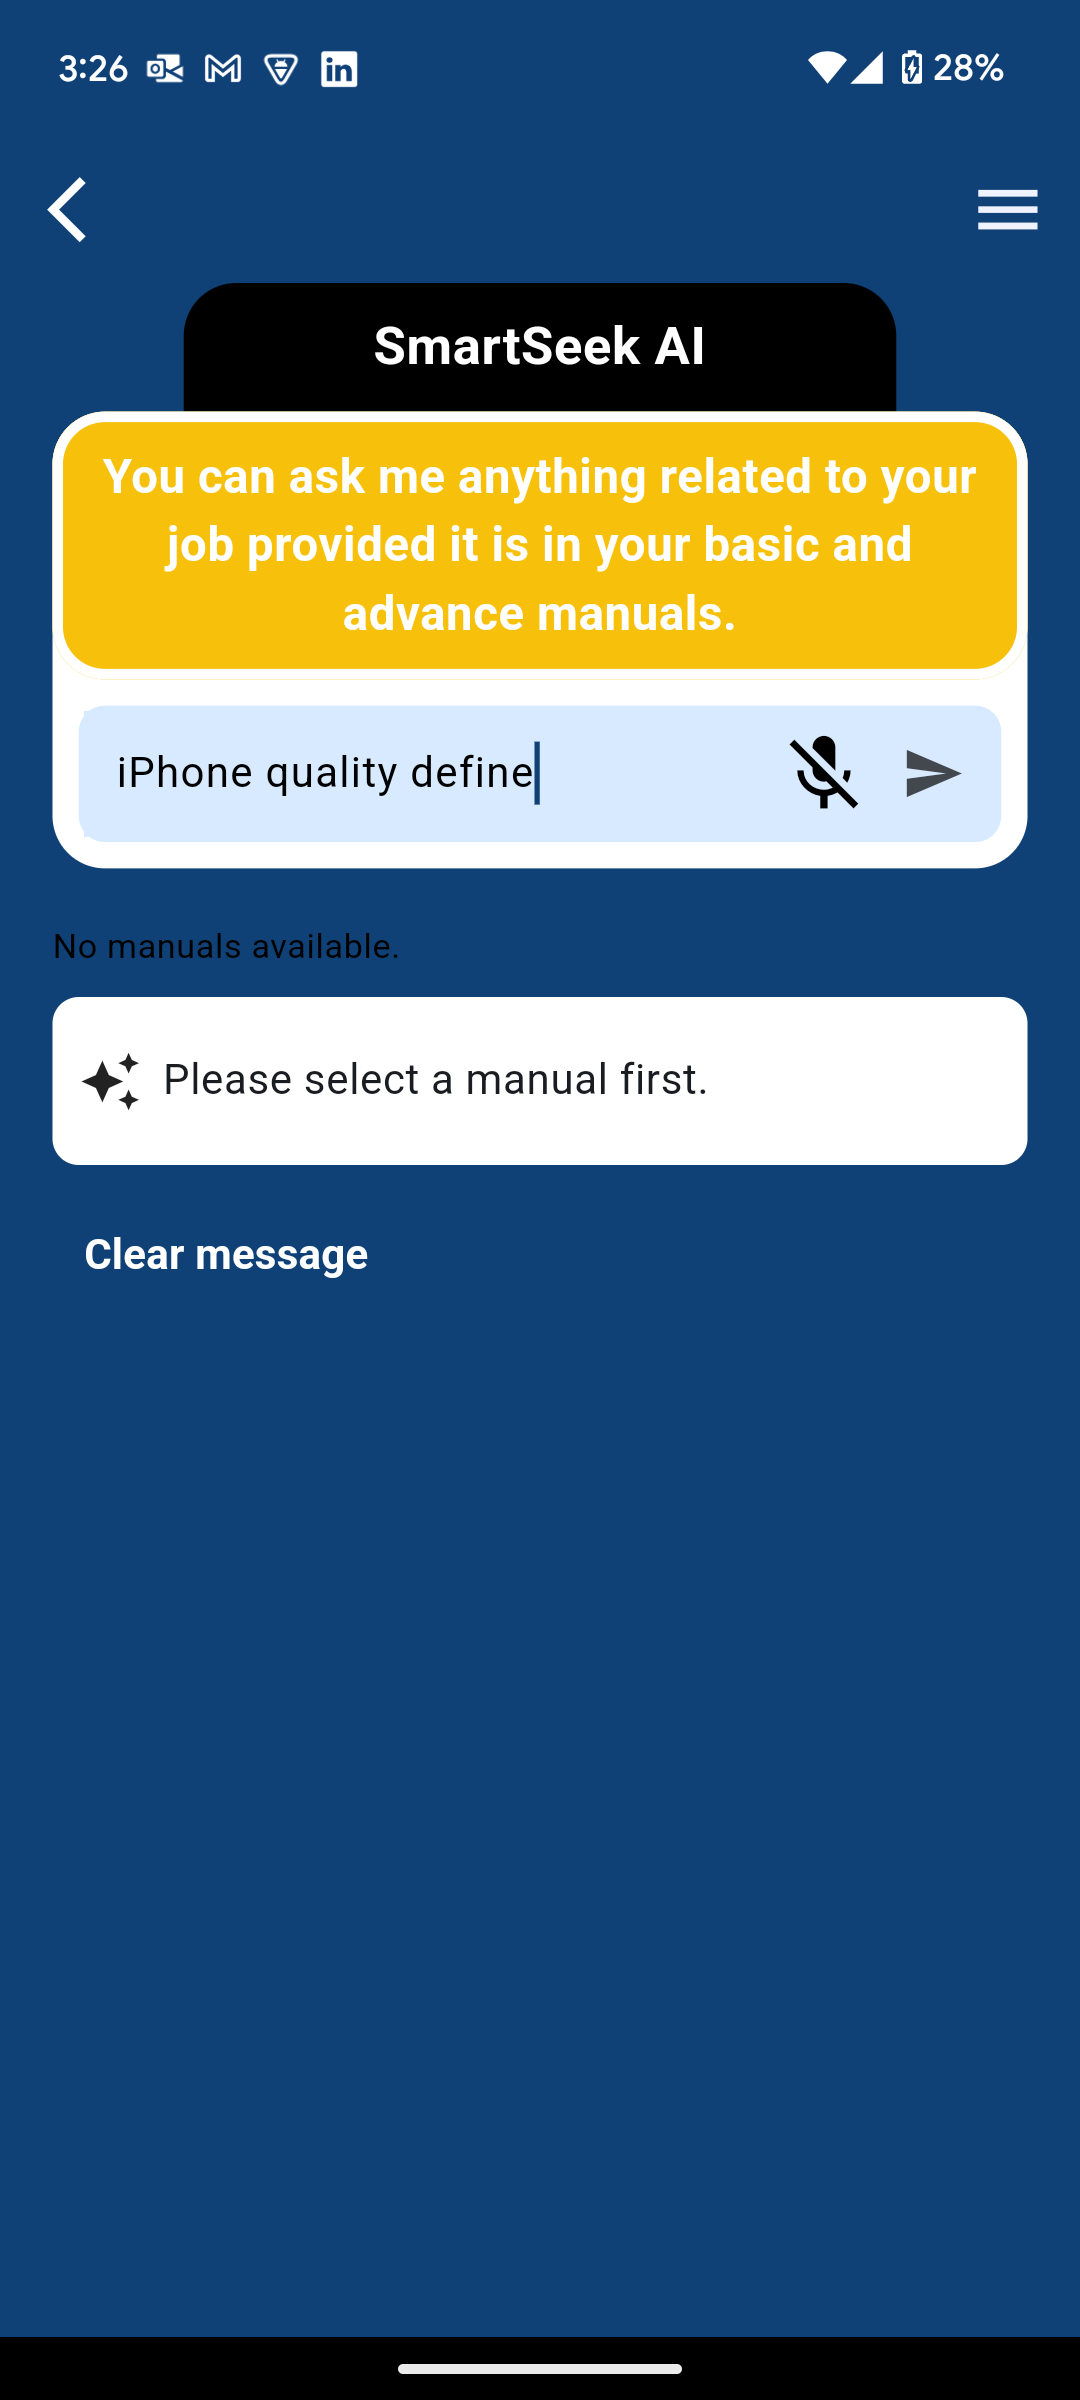 3:26
28%
SmartSeek AI
You can ask me anything related to your
job provided it is in your basic and
advance manuals.
iPhone quality define
No manuals available.
Please select a manual first.
Clear message